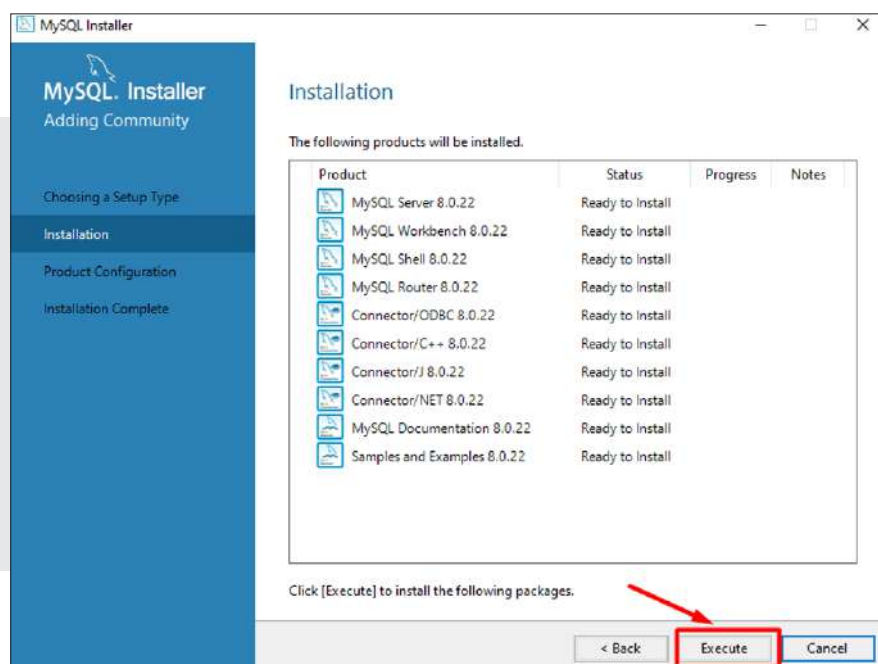 MySQL Installer
MySQL. Installer
Adding Community
Choosing a Setup Type
Installation
Product Configuration
Installation Complete
Installation
The following products will be installed.
Product Status Progress Notes
MySQL Server 8.0.22 Ready to Install
MySQL Workbench 8.0.22 Ready to Install
MySQL Shell 8.0.22 Ready to Install
MySQL Router 8.0.22 Ready to Install
Connector/ODBC 8.0.22 Ready to Install
Connector/C++ 8.0.22 Ready to Install
Connector/J 8.0.22 Ready to Install
Connector/NET 8.0.22 Ready to Install
MySQL Documentation 8.0.22 Ready to Install
Samples and Examples 8.0.22 Ready to Install
Click [Execute] to install the following packages.
< Back Execute Cancel